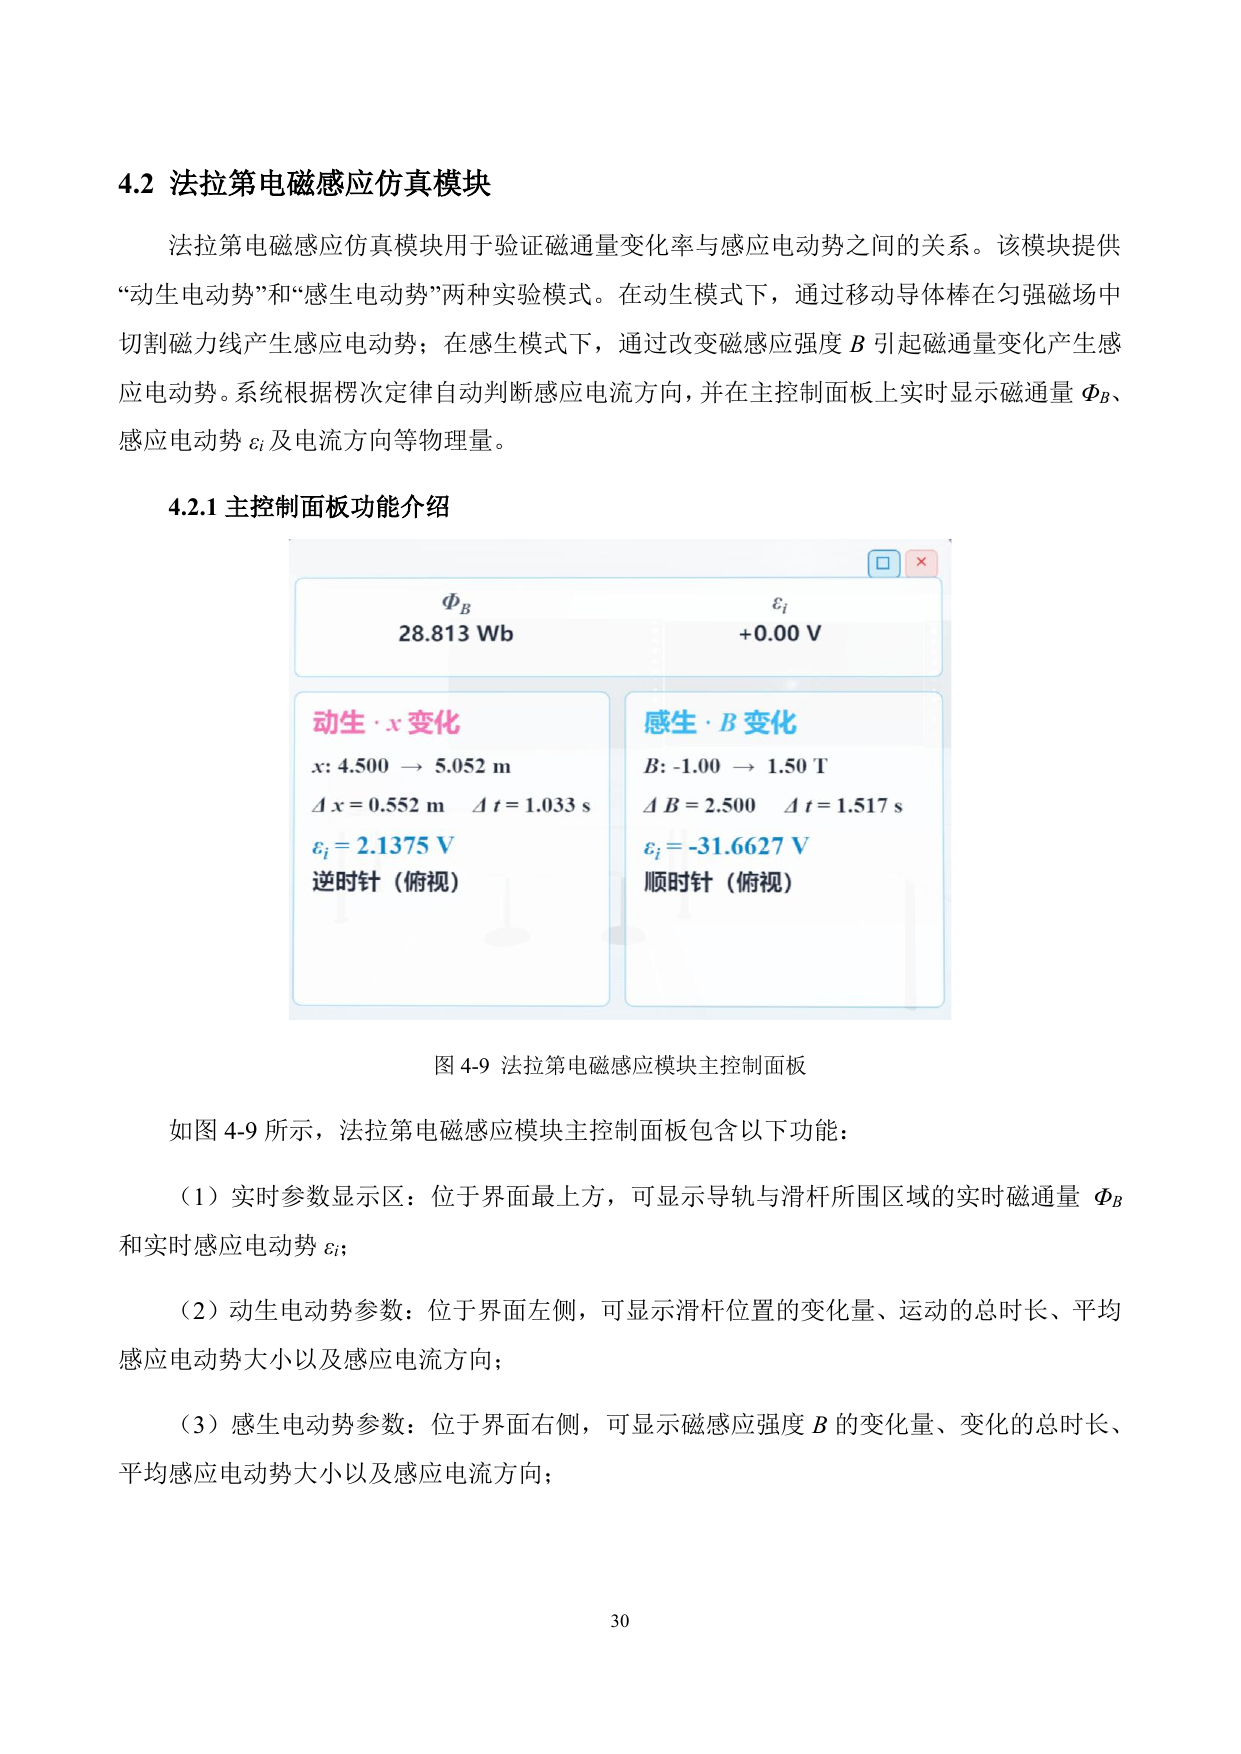 4.2 法拉第电磁感应仿真模块
法拉第电磁感应仿真模块用于验证磁通量变化率与感应电动势之间的关系。该模块提供
“动生电动势”和“感生电动势”两种实验模式。在动生模式下，通过移动导体棒在匀强磁场中
切割磁力线产生感应电动势；在感生模式下，通过改变磁感应强度 B 引起磁通量变化产生感
应电动势。系统根据楞次定律自动判断感应电流方向，并在主控制面板上实时显示磁通量 ΦB、
感应电动势 εi 及电流方向等物理量。
4.2.1 主控制面板功能介绍
□ ×
ΦB εi
28.813 Wb +0.00 V
动生 · x 变化
x: 4.500 → 5.052 m
Δ x = 0.552 m Δ t = 1.033 s
εi = 2.1375 V
逆时针（俯视）
感生 · B 变化
B: -1.00 → 1.50 T
Δ B = 2.500 Δ t = 1.517 s
εi = -31.6627 V
顺时针（俯视）
图 4-9 法拉第电磁感应模块主控制面板
如图 4-9 所示，法拉第电磁感应模块主控制面板包含以下功能：
（1）实时参数显示区：位于界面最上方，可显示导轨与滑杆所围区域的实时磁通量 ΦB
和实时感应电动势 εi；
（2）动生电动势参数：位于界面左侧，可显示滑杆位置的变化量、运动的总时长、平均
感应电动势大小以及感应电流方向；
（3）感生电动势参数：位于界面右侧，可显示磁感应强度 B 的变化量、变化的总时长、
平均感应电动势大小以及感应电流方向；
30